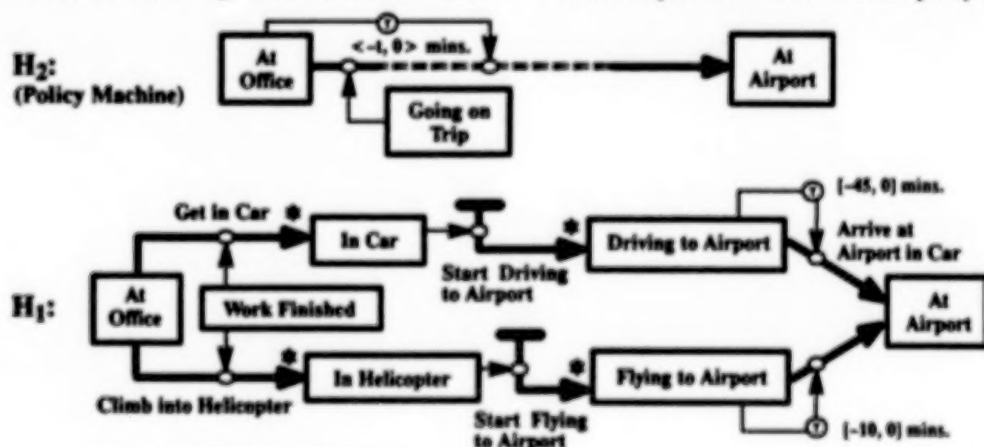 <-t, 0> mins.
H2:
(Policy Machine)
At
Office
At
Airport
Going on
Trip
[-45, 0] mins.
Get in Car
*
In Car
*
Driving to Airport
Arrive at
Airport in Car
Start Driving
to Airport
H1:
At
Office
Work Finished
At
Airport
*
In Helicopter
*
Flying to Airport
Climb into Helicopter
Start Flying
to Airport
[-10, 0] mins.